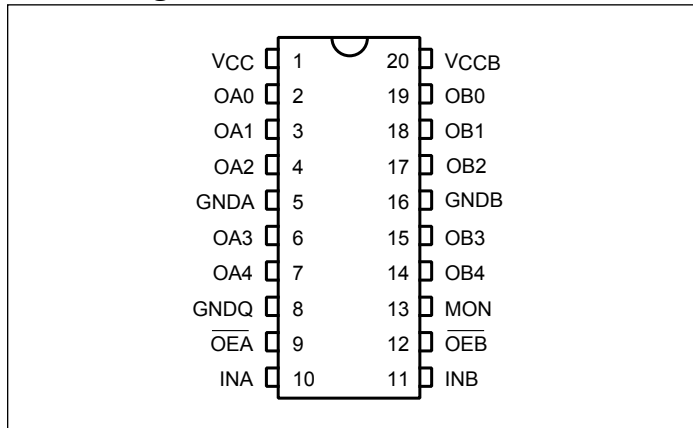 VCC 1 20 VCCB
OA0 2 19 OB0
OA1 3 18 OB1
OA2 4 17 OB2
GNDA 5 16 GNDB
OA3 6 15 OB3
OA4 7 14 OB4
GNDQ 8 13 MON
O̅E̅A̅ 9 12 O̅E̅B̅
INA 10 11 INB